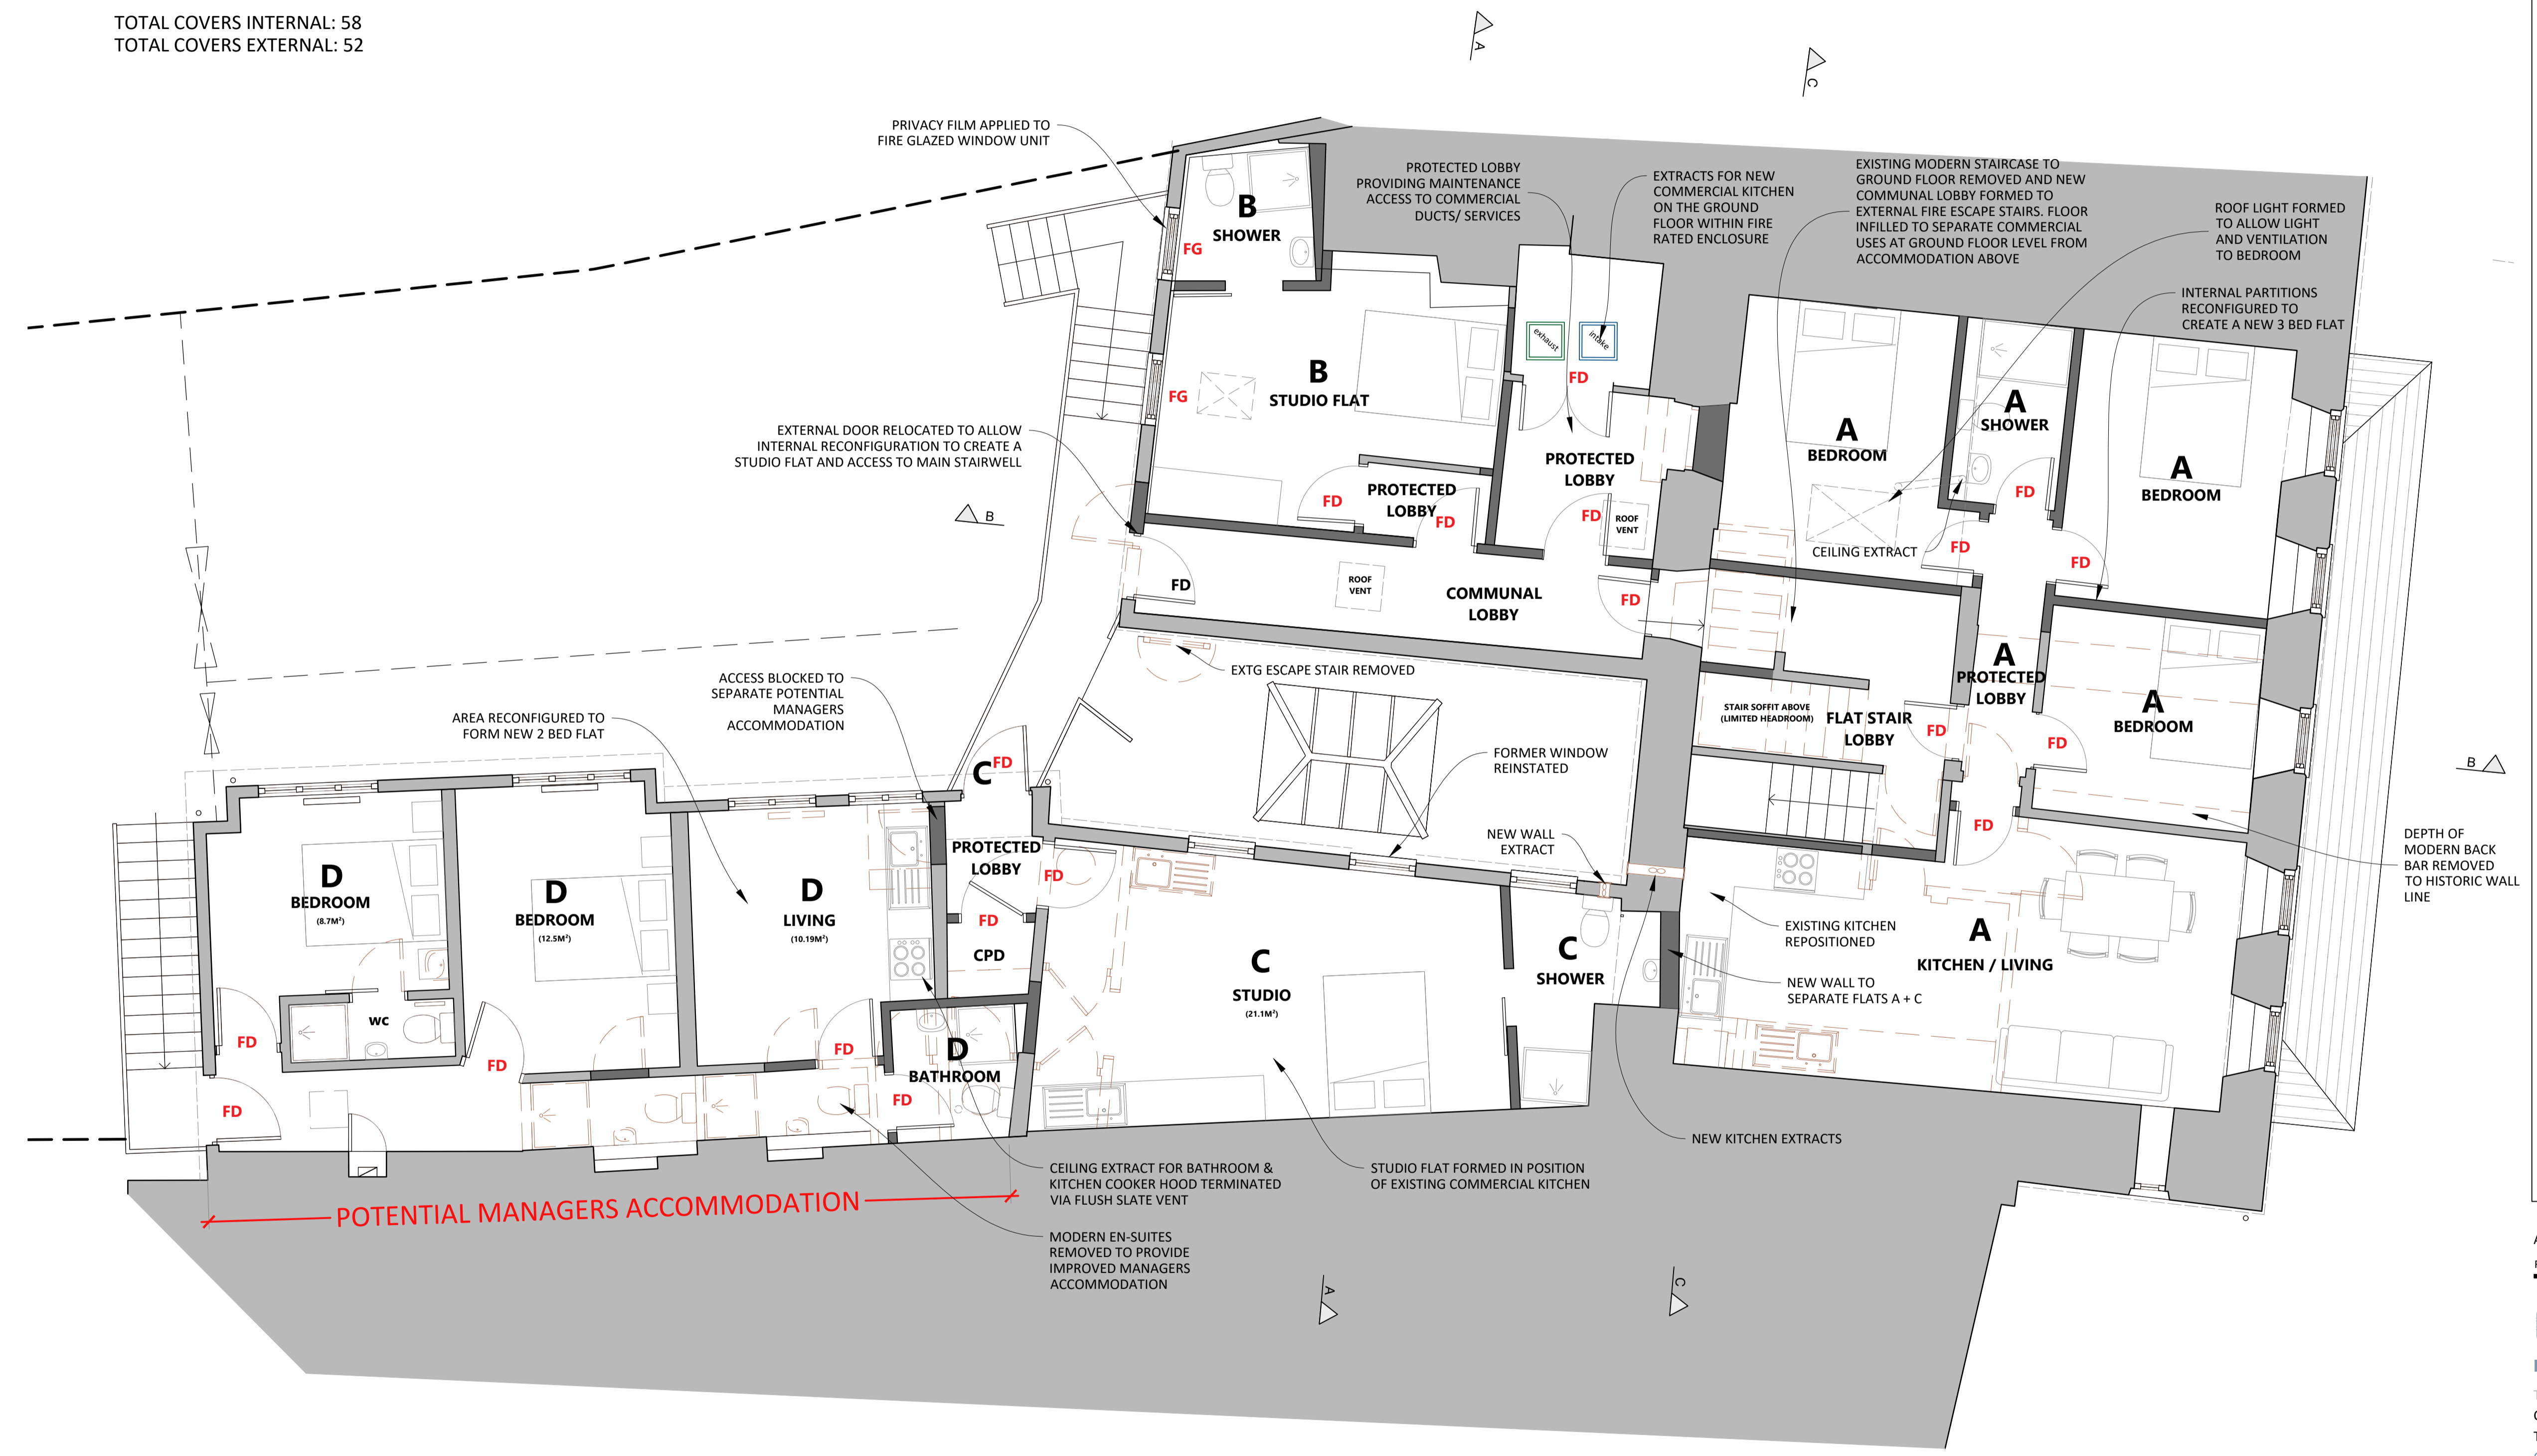 TOTAL COVERS INTERNAL: 58
TOTAL COVERS EXTERNAL: 52
A
C
PRIVACY FILM APPLIED TO
FIRE GLAZED WINDOW UNIT
PROTECTED LOBBY
PROVIDING MAINTENANCE
ACCESS TO COMMERCIAL
DUCTS/ SERVICES
EXTRACTS FOR NEW
COMMERCIAL KITCHEN
ON THE GROUND
FLOOR WITHIN FIRE
RATED ENCLOSURE
EXISTING MODERN STAIRCASE TO
GROUND FLOOR REMOVED AND NEW
COMMUNAL LOBBY FORMED TO
EXTERNAL FIRE ESCAPE STAIRS. FLOOR
INFILLED TO SEPARATE COMMERCIAL
USES AT GROUND FLOOR LEVEL FROM
ACCOMMODATION ABOVE
ROOF LIGHT FORMED
TO ALLOW LIGHT
AND VENTILATION
TO BEDROOM
INTERNAL PARTITIONS
RECONFIGURED TO
CREATE A NEW 3 BED FLAT
B
SHOWER
FG
B
STUDIO FLAT
FG
exhaust
intake
FD
EXTERNAL DOOR RELOCATED TO ALLOW
INTERNAL RECONFIGURATION TO CREATE A
STUDIO FLAT AND ACCESS TO MAIN STAIRWELL
PROTECTED
LOBBY
PROTECTED
LOBBY
FD
FD
FD
ROOF
VENT
A
BEDROOM
A
SHOWER
FD
A
BEDROOM
CEILING EXTRACT
FD
FD
B
FD
ROOF
VENT
COMMUNAL
LOBBY
FD
EXTG ESCAPE STAIR REMOVED
A
PROTECTED
LOBBY
A
BEDROOM
STAIR SOFFIT ABOVE
(LIMITED HEADROOM)
FLAT STAIR
LOBBY
FD
FD
B
ACCESS BLOCKED TO
SEPARATE POTENTIAL
MANAGERS
ACCOMMODATION
AREA RECONFIGURED TO
FORM NEW 2 BED FLAT
FORMER WINDOW
REINSTATED
C
FD
NEW WALL
EXTRACT
FD
DEPTH OF
MODERN BACK
BAR REMOVED
TO HISTORIC WALL
LINE
PROTECTED
LOBBY
FD
FD
CPD
D
BEDROOM
(8.7M²)
D
BEDROOM
(12.5M²)
D
LIVING
(10.19M²)
C
STUDIO
(21.1M²)
C
SHOWER
EXISTING KITCHEN
REPOSITIONED
A
KITCHEN / LIVING
NEW WALL TO
SEPARATE FLATS A + C
WC
FD
FD
FD
D
BATHROOM
FD
FD
NEW KITCHEN EXTRACTS
POTENTIAL MANAGERS ACCOMMODATION
CEILING EXTRACT FOR BATHROOM &
KITCHEN COOKER HOOD TERMINATED
VIA FLUSH SLATE VENT
STUDIO FLAT FORMED IN POSITION
OF EXISTING COMMERCIAL KITCHEN
MODERN EN-SUITES
REMOVED TO PROVIDE
IMPROVED MANAGERS
ACCOMMODATION
A
C